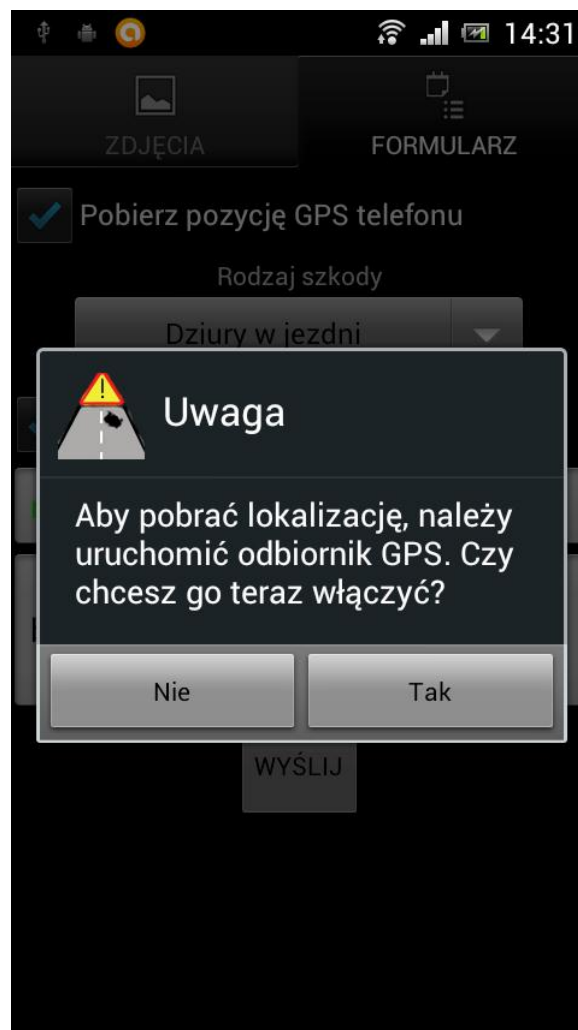 14:31
ZDJĘCIA
FORMULARZ
Pobierz pozycję GPS telefonu
Rodzaj szkody
Dziury w jezdni
Uwaga
Aby pobrać lokalizację, należy
uruchomić odbiornik GPS. Czy
chcesz go teraz włączyć?
Nie
Tak
WYŚLIJ